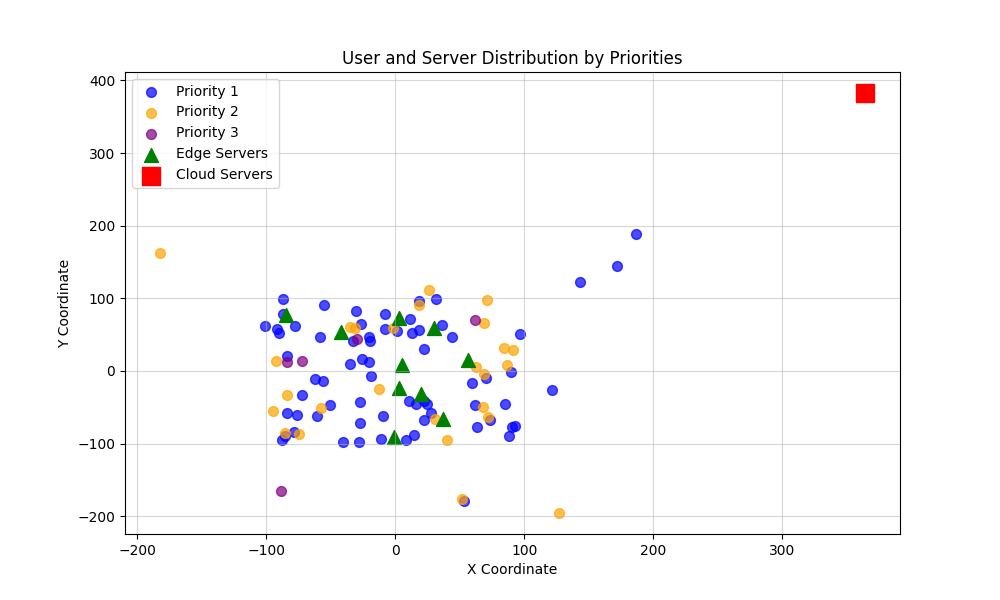 User and Server Distribution by Priorities
Priority 1
Priority 2
Priority 3
Edge Servers
Cloud Servers
Y Coordinate
400
300
200
100
0
−100
−200
−200
−100
0
100
200
300
X Coordinate